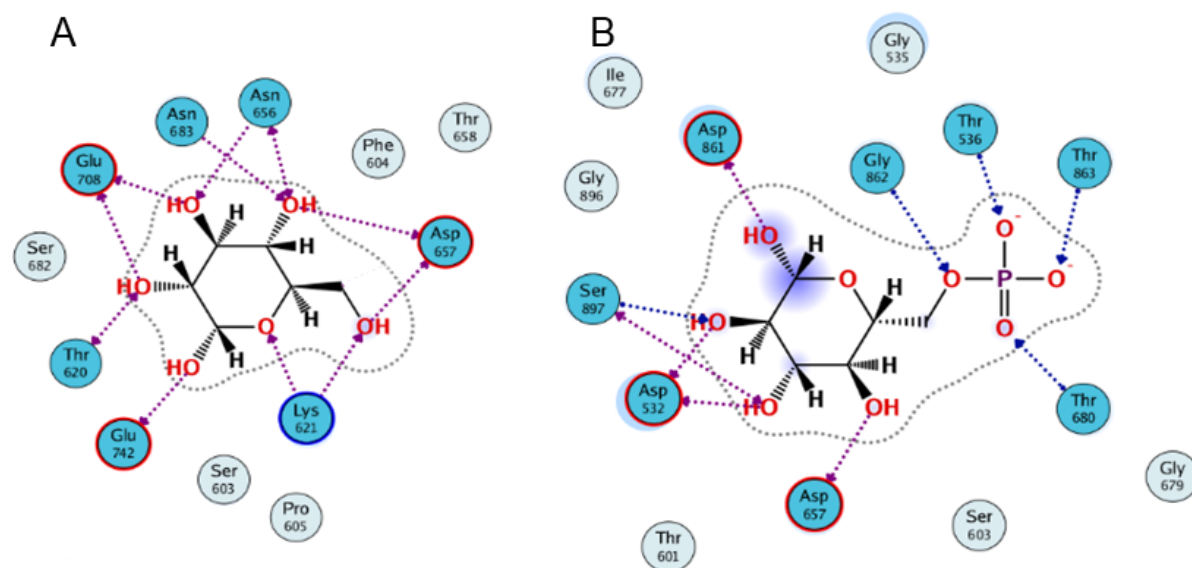 A
Asn
683
Asn
656
Thr
658
Glu
708
Phe
604
HO
OH
H
H
Asp
657
Ser
682
HO
H
H
O
OH
Thr
620
HO
H
Lys
621
Glu
742
Ser
603
Pro
605
B
Gly
535
Ile
677
Asp
861
Thr
536
Gly
862
Thr
863
Gly
896
HO
H
O-
O
O
P
O-
H
Ser
897
HO
H
O
H
H
Asp
532
HO
OH
Thr
680
Asp
657
Gly
679
Ser
603
Thr
601